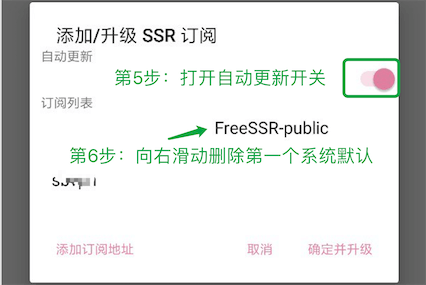 添加/升级 SSR 订阅
自动更新
第5步：打开自动更新开关
订阅列表
FreeSSR-public
第6步：向右滑动删除第一个系统默认
添加订阅地址
取消
确定并升级